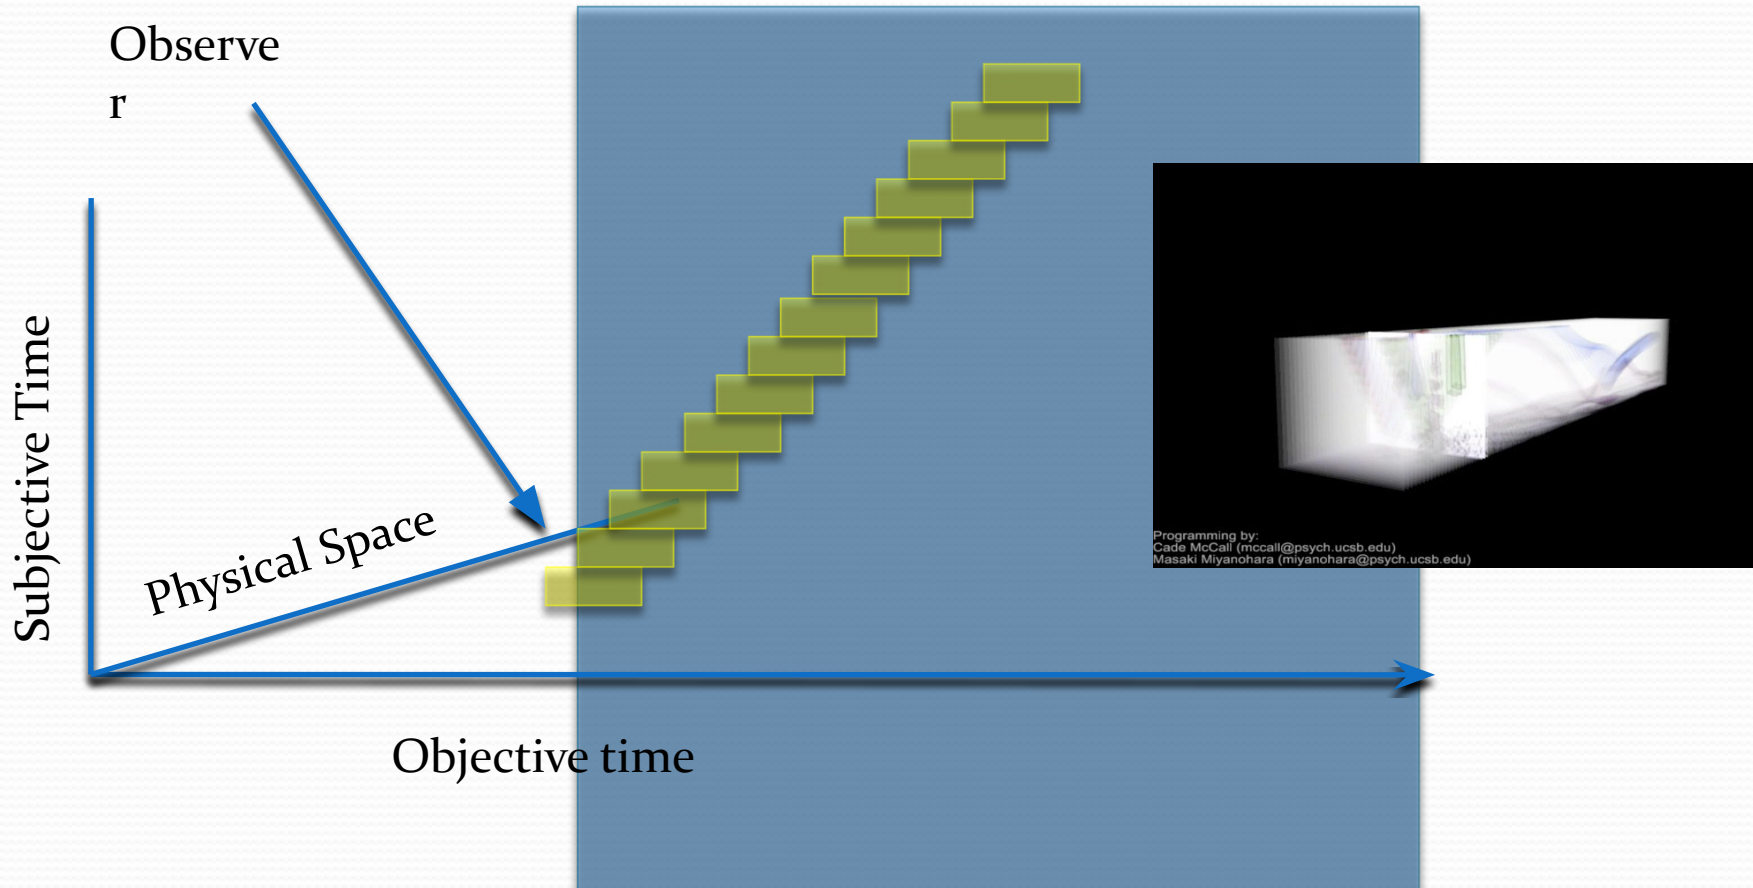 Observe
r
Subjective Time
Physical Space
Objective time
Programming by:
Cade McCall (mccall@psych.ucsb.edu)
Masaki Miyanohara (miyanohara@psych.ucsb.edu)